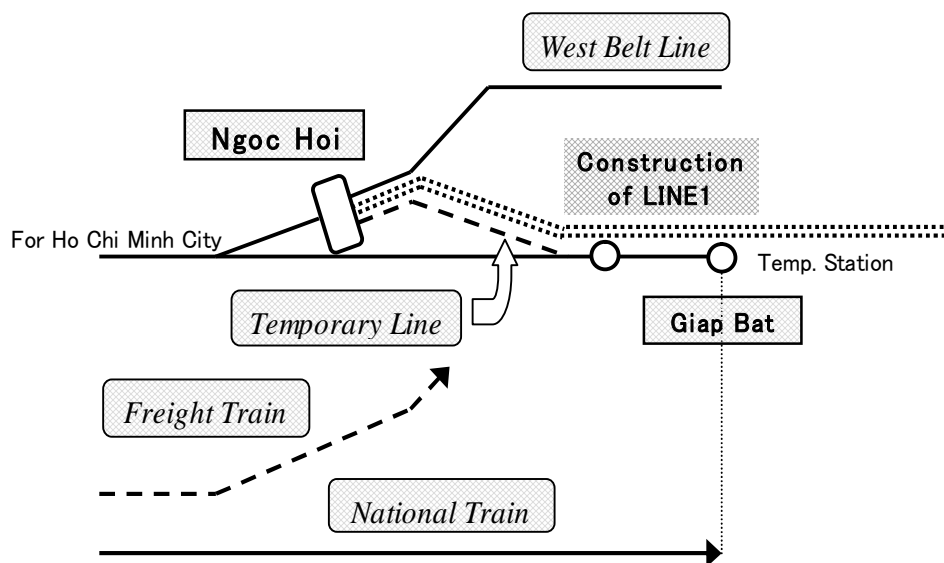 West Belt Line
Ngoc Hoi
Construction
of LINE1
For Ho Chi Minh City
Temp. Station
Temporary Line
Giap Bat
Freight Train
National Train